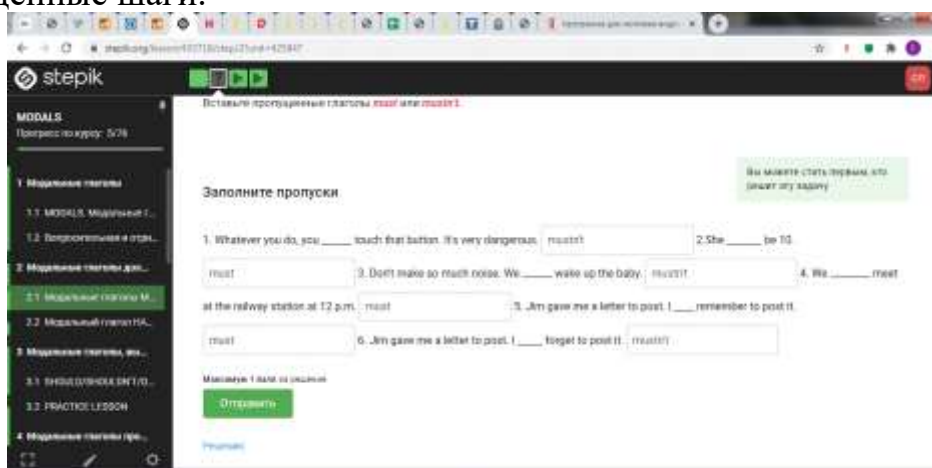 денные шаги.
stepik
MODALS
Прогресс по курсу: 5/76
1 Модальные глаголы
1.1 MODALS. Модальные г...
1.2 Вопросительная и отри...
2 Модальные глаголы дол...
2.1 Модальные глаголы M...
2.2 Модальный глагол HA...
3 Модальные глаголы, вы...
3.1 SHOULD/SHOULDN'T/O...
3.2 PRACTICE LESSON
4 Модальные глаголы про...
Вставьте пропущенные глаголы must или mustn't.
Вы можете стать первым, кто
решит эту задачу
Заполните пропуски
1. Whatever you do, you _____ touch that button. It's very dangerous. mustn't 2.She _____ be 10.
must 3. Don't make so much noise. We _____ wake up the baby. mustn't 4. We _____ meet
at the railway station at 12 p.m. must 5. Jim gave me a letter to post. I ____ remember to post it.
must 6. Jim gave me a letter to post. I ____ forget to post it. mustn't
Максимум 1 балл за решение
Отправить